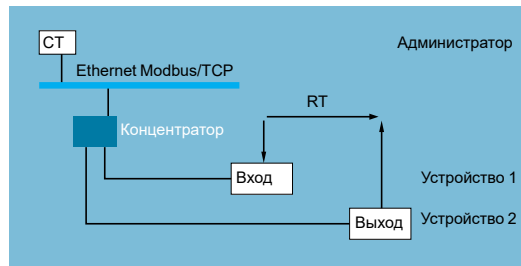 СТ
Администратор
Ethernet Modbus/TCP
RT
Концентратор
Вход
Устройство 1
Выход
Устройство 2